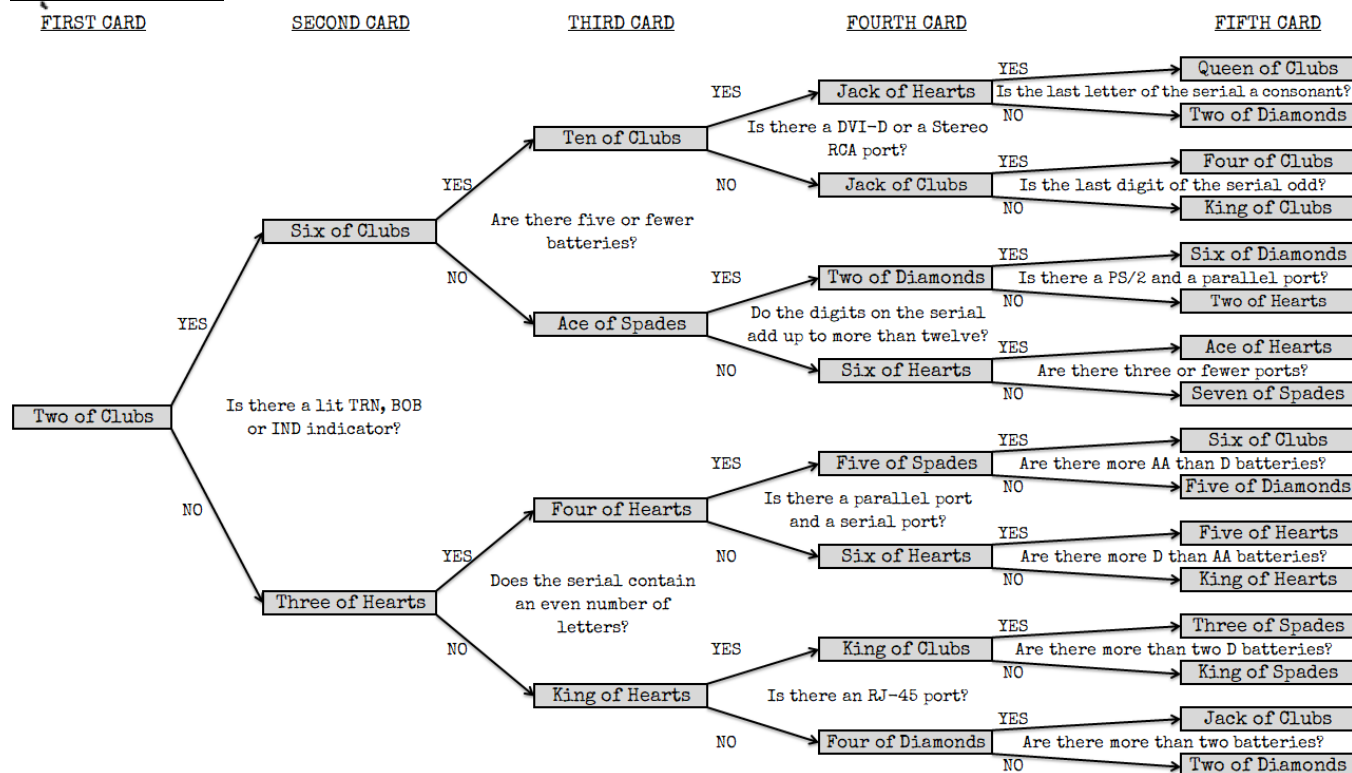 FIRST CARD SECOND CARD THIRD CARD FOURTH CARD FIFTH CARD
YES Queen of Clubs
YES Jack of Hearts Is the last letter of the serial a consonant?
NO Two of Diamonds
Ten of Clubs Is there a DVI-D or a Stereo
RCA port?
YES Four of Clubs
YES NO Jack of Clubs Is the last digit of the serial odd?
NO King of Clubs
Six of Clubs Are there five or fewer
batteries?
YES Six of Diamonds
NO YES Two of Diamonds Is there a PS/2 and a parallel port?
NO Two of Hearts
YES Ace of Spades Do the digits on the serial
add up to more than twelve?
YES Ace of Hearts
NO Six of Hearts Are there three or fewer ports?
NO Seven of Spades
Two of Clubs Is there a lit TRN, BOB
or IND indicator?
YES Six of Clubs
YES Five of Spades Are there more AA than D batteries?
NO Five of Diamonds
NO Four of Hearts Is there a parallel port
and a serial port?
YES Five of Hearts
YES NO Six of Hearts Are there more D than AA batteries?
NO King of Hearts
Three of Hearts Does the serial contain
an even number of
letters?
YES Three of Spades
NO YES King of Clubs Are there more than two D batteries?
NO King of Spades
King of Hearts Is there an RJ-45 port?
YES Jack of Clubs
NO Four of Diamonds Are there more than two batteries?
NO Two of Diamonds